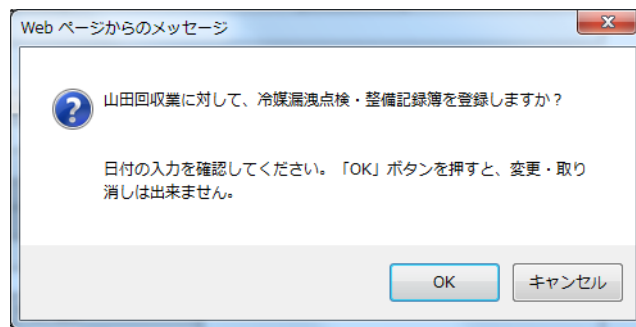 Web ページからのメッセージ
山田回収業に対して、冷媒漏洩点検・整備記録簿を登録しますか？
日付の入力を確認してください。「OK」ボタンを押すと、変更・取り
消しは出来ません。
OK
キャンセル